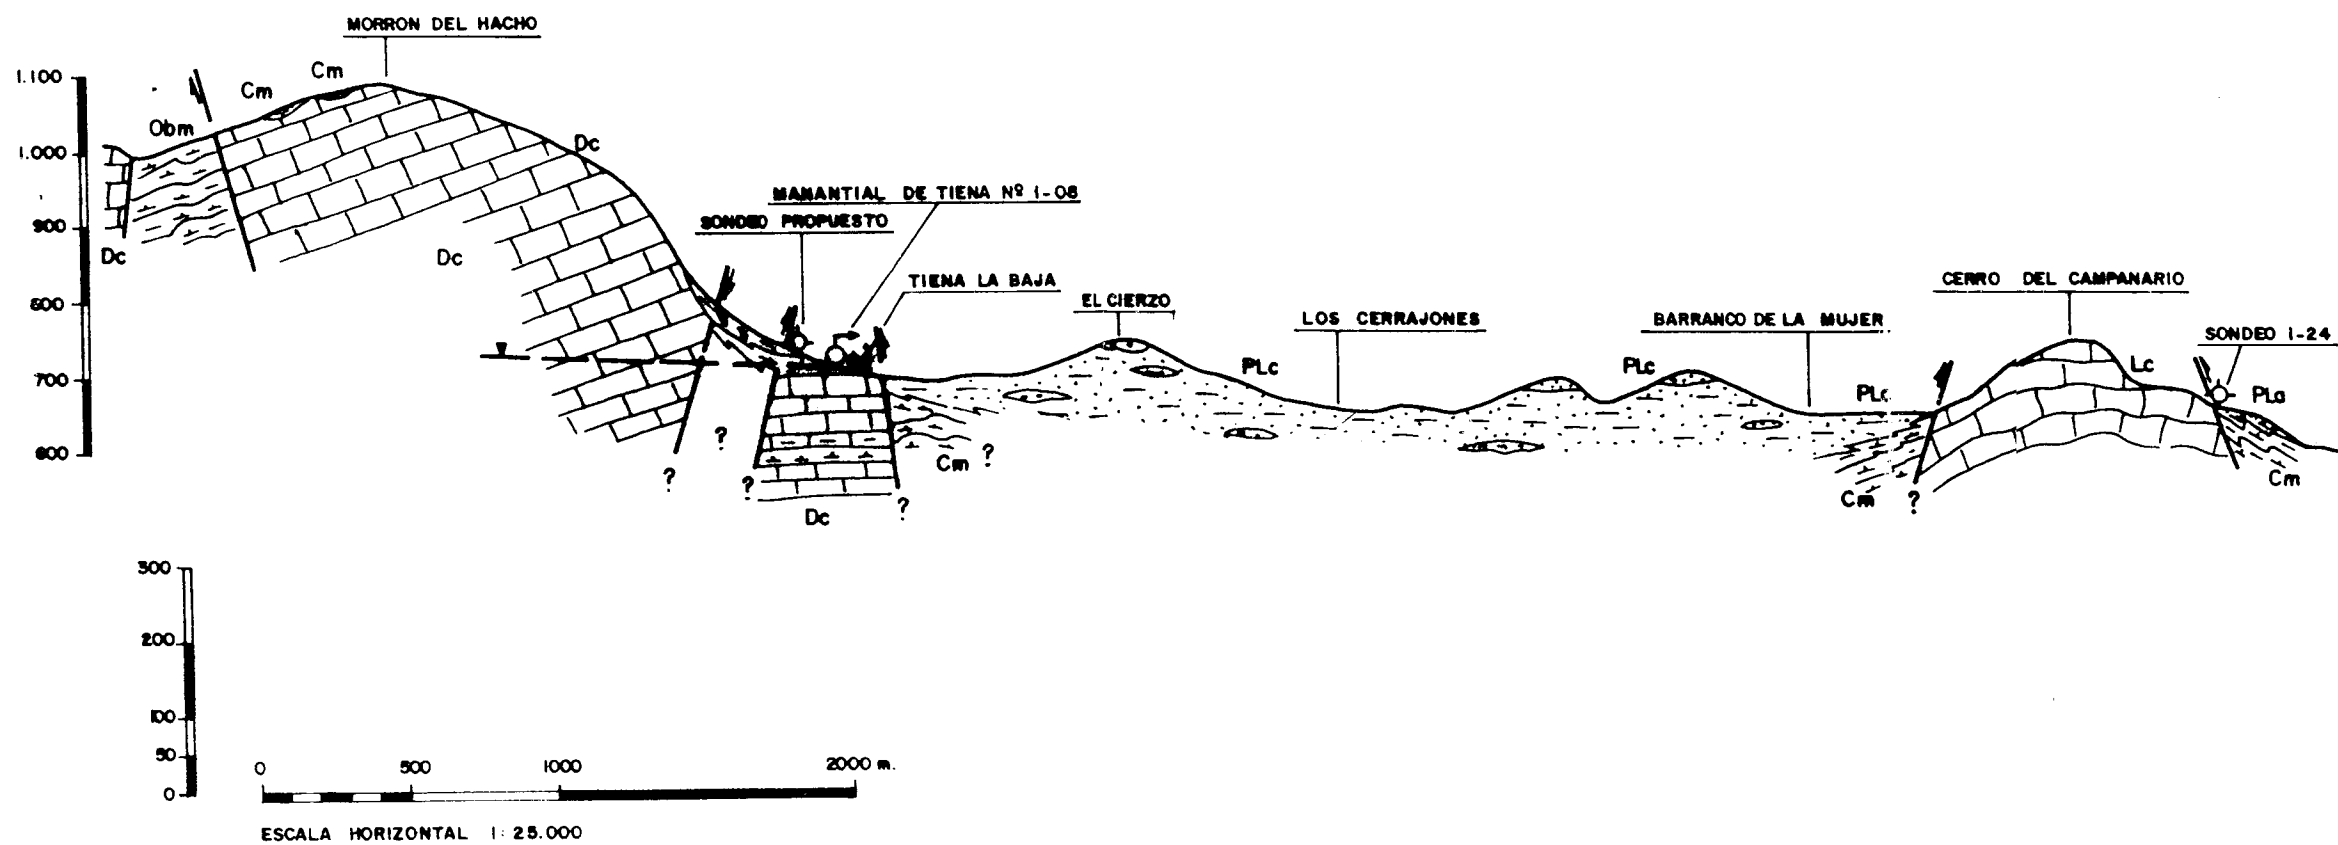 MORRON DEL HACHO
1.100
Cm
Cm
Obm
1.000
Dc
MANANTIAL DE TIENA Nº 1-08
900
SONDEO PROPUESTO
Dc
Dc
TIENA LA BAJA
CERRO DEL CAMPANARIO
800
EL CIERZO
LOS CERRAJONES
BARRANCO DE LA MUJER
SONDEO 1-24
700
PLc
PLc
Lc
PLc
PLa
?
600
Cm ?
?
?
?
Cm
?
Cm
Dc
300
200
100
50
0
0 500 1000 2000 m.
ESCALA HORIZONTAL 1:25.000